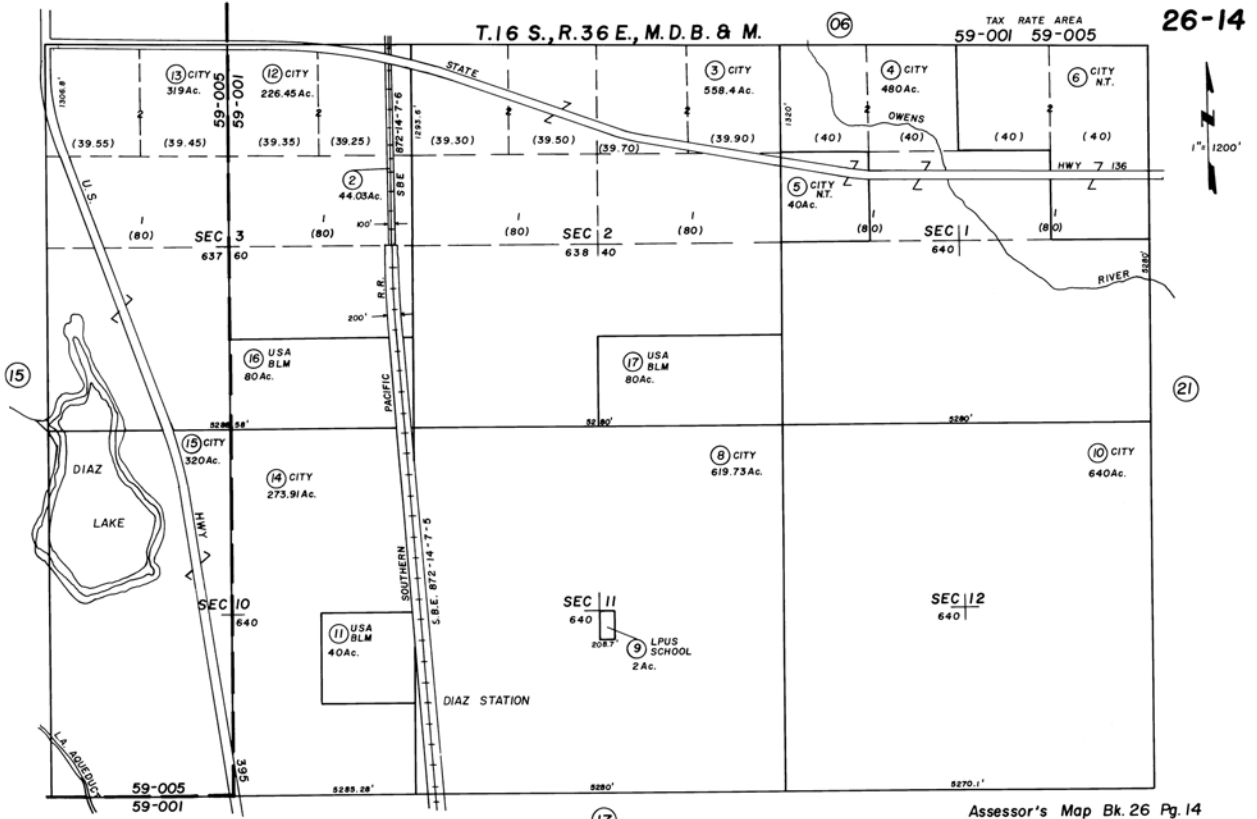 26-14
T.16 S., R.36 E., M.D.B. & M.
06
TAX RATE AREA
59-001 59-005
1"= 1200'
13 CITY
319Ac.
59-005
59-001
12 CITY
226.45Ac.
STATE
3 CITY
558.4Ac.
4 CITY
480Ac.
6 CITY
N.T.
1306.8'
2
2
872-14-7-6
SBE
1293.6'
2
2
1320'
2
2
OWENS
(39.55)
(39.45)
(39.35)
(39.25)
(39.30)
(39.50)
(39.70)
(39.90)
(40)
(40)
(40)
(40)
HWY 136
U.S.
2
44.03Ac.
5 CITY
N.T.
40Ac.
100'
1
(80)
1
(80)
1
(80)
1
(80)
1
(80)
1
(80)
SEC 3
637 60
SEC 2
638 40
SEC 1
640
5280'
RIVER
R.R.
200'
16 USA
BLM
80Ac.
PACIFIC
17 USA
BLM
80Ac.
15
21
5280'
5280'
15 CITY
320Ac.
14 CITY
273.91Ac.
8 CITY
619.73Ac.
10 CITY
640Ac.
DIAZ
LAKE
HWY
SOUTHERN
S.B.E. 872-14-7-5
SEC 10
640
SEC 11
640
SEC 12
640
11 USA
BLM
40Ac.
208.7'
9 LPUS
SCHOOL
2Ac.
DIAZ STATION
L.A. AQUEDUCT
395
59-005
59-001
5285.28'
5280'
5270.1'
Assessor's Map Bk. 26 Pg. 14